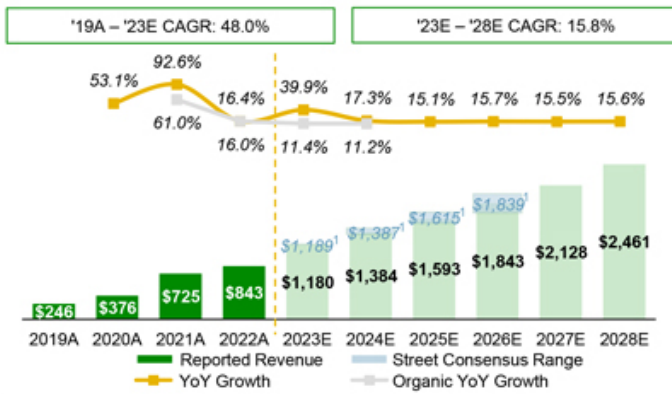 '19A – '23E CAGR: 48.0%
'23E – '28E CAGR: 15.8%
53.1% 92.6% 16.4% 39.9% 17.3% 15.1% 15.7% 15.5% 15.6%
61.0% 16.0% 11.4% 11.2%
$1,189¹ $1,387¹ $1,615¹ $1,839¹
$246 $376 $725 $843 $1,180 $1,384 $1,593 $1,843 $2,128 $2,461
2019A 2020A 2021A 2022A 2023E 2024E 2025E 2026E 2027E 2028E
Reported Revenue Street Consensus Range
YoY Growth Organic YoY Growth